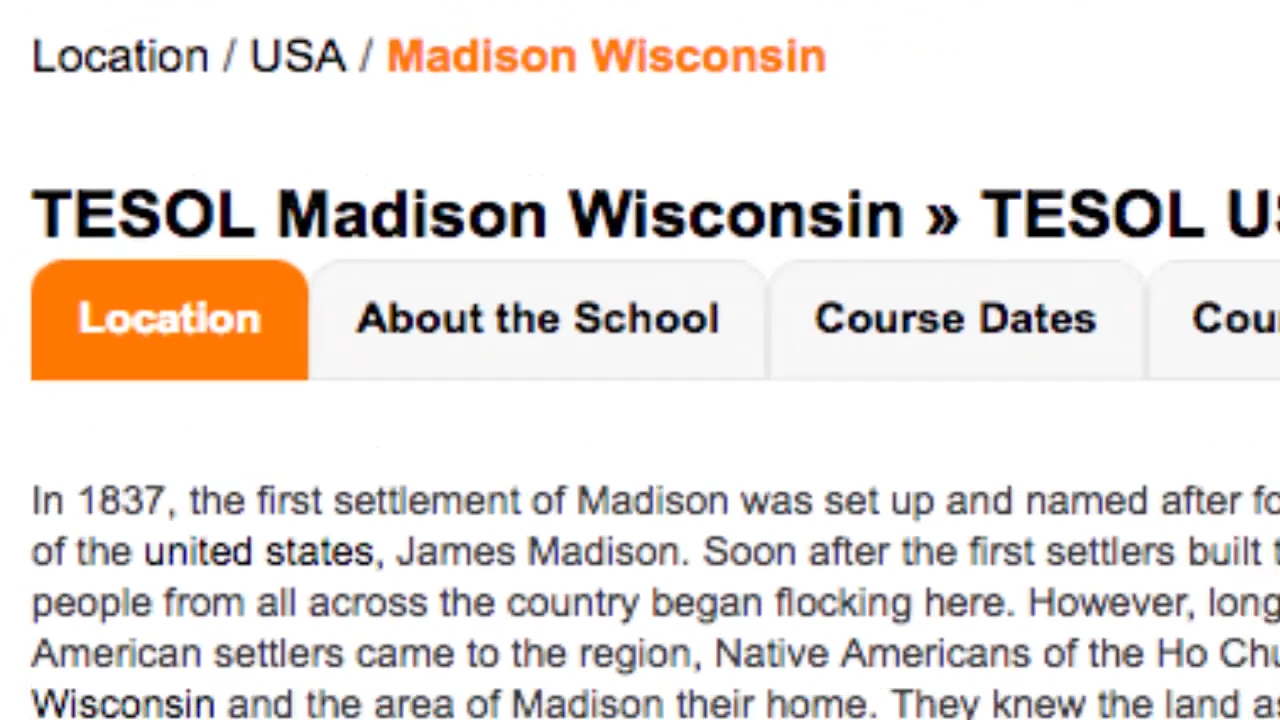 Location / USA / Madison Wisconsin
TESOL Madison Wisconsin » TESOL
Location About the School Course Dates
In 1837, the first settlement of Madison was set up and named after
of the united states, James Madison. Soon after the first settlers built
people from all across the country began flocking here. However, long
American settlers came to the region, Native Americans of the Ho
Wisconsin and the area of Madison their home. They knew the land